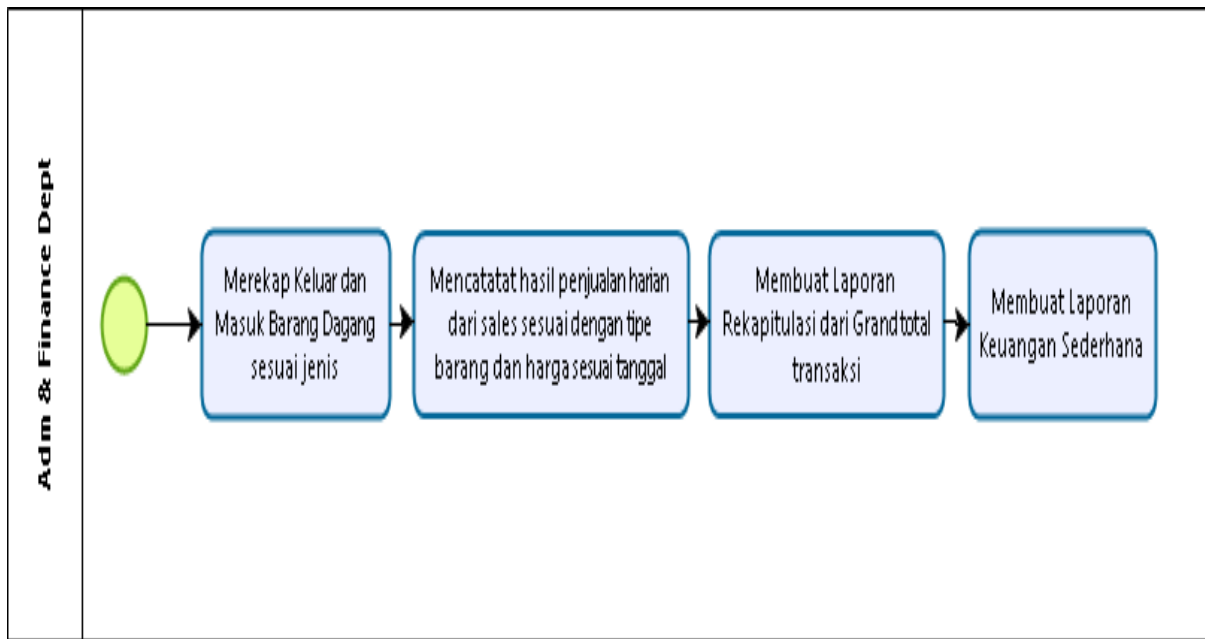 Adm & Finance Dept
Merekap Keluar dan
Masuk Barang Dagang
sesuai jenis
Mencatatat hasil penjualan harian
dari sales sesuai dengan tipe
barang dan harga sesuai tanggal
Membuat Laporan
Rekapitulasi dari Grand total
transaksi
Membuat Laporan
Keuangan Sederhana